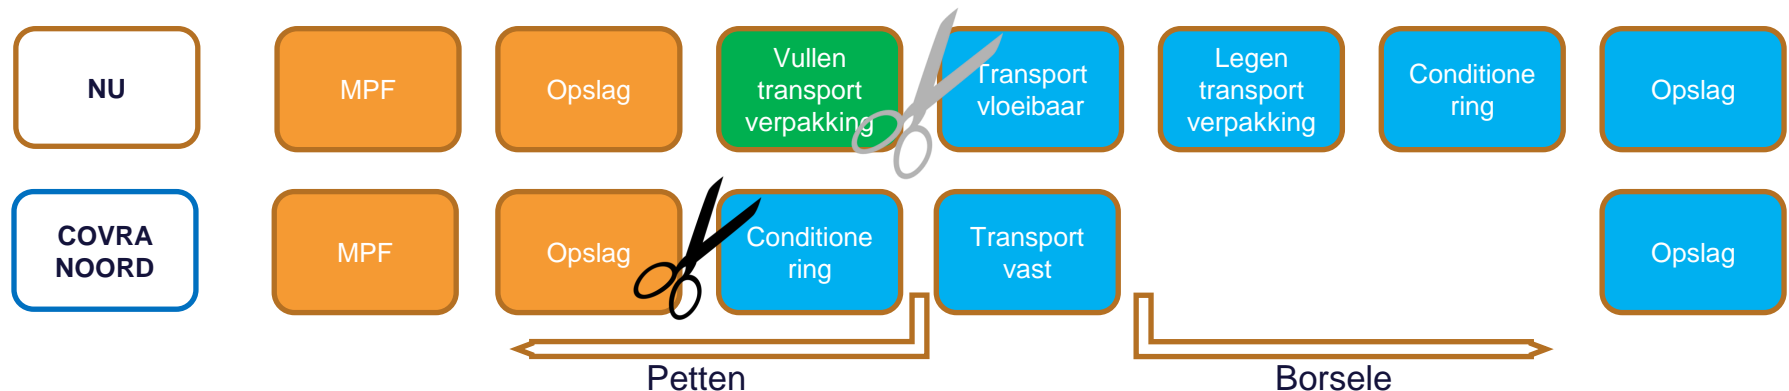 NU
MPF
Opslag
Vullen
transport
verpakking
Transport
vloeibaar
Legen
transport
verpakking
Conditione
ring
Opslag
COVRA
NOORD
MPF
Opslag
Conditione
ring
Transport
vast
Opslag
Petten
Borsele